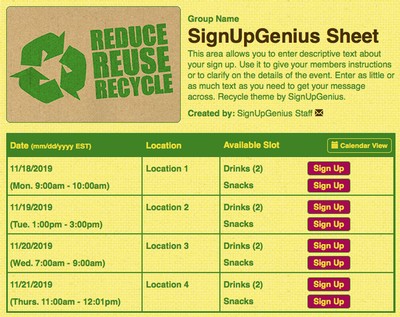 REDUCE
REUSE
RECYCLE
Group Name
SignUpGenius Sheet
This area allows you to enter descriptive text about
your sign up. Use it to give your members instructions
or to clarify on the details of the event. Enter as little or
as much text as you need to get your message
across. Recycle theme by SignUpGenius.
Created by: SignUpGenius Staff
Date (mm/dd/yyyy EST) Location Available Slot Calendar View
11/18/2019 Location 1 Drinks (2) Sign Up
(Mon. 9:00am - 10:00am) Snacks Sign Up
11/19/2019 Location 2 Drinks (2) Sign Up
(Tue. 1:00pm - 3:00pm) Snacks Sign Up
11/20/2019 Location 3 Drinks (2) Sign Up
(Wed. 7:00am - 9:00am) Snacks Sign Up
11/21/2019 Location 4 Drinks (2) Sign Up
(Thurs. 11:00am - 12:01pm) Snacks Sign Up